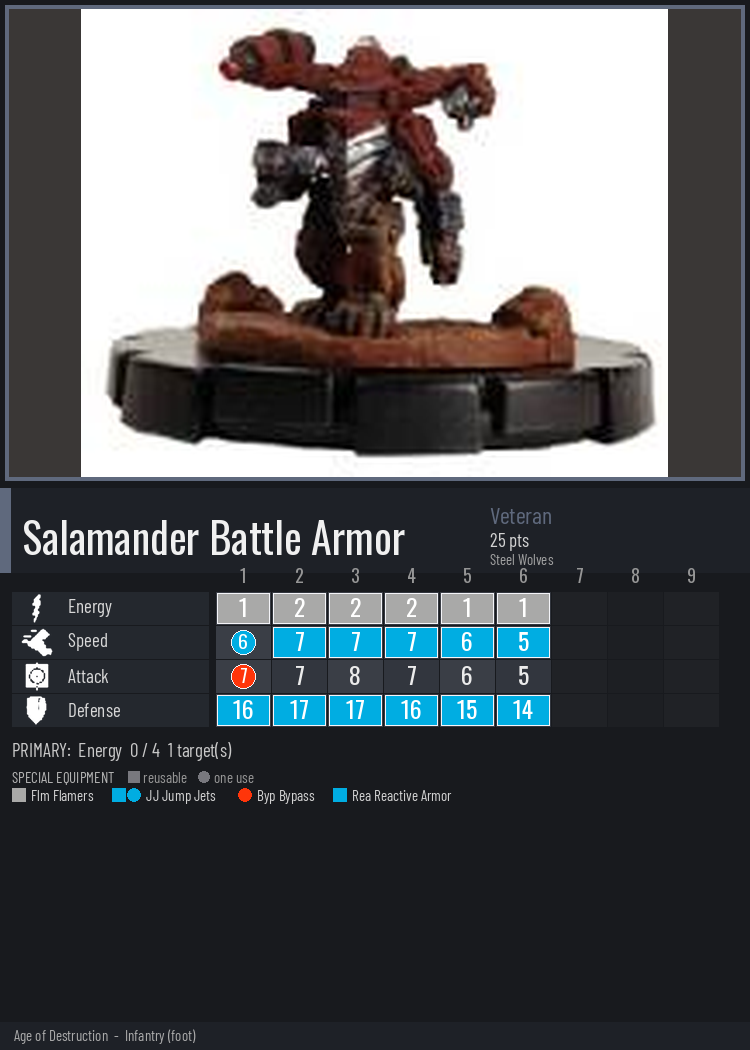 Salamander Battle Armor
Veteran
25 pts
Steel Wolves
1 2 3 4 5 6 7 8 9
Energy 1 2 2 2 1 1
Speed 6 7 7 7 6 5
Attack 7 7 8 7 6 5
Defense 16 17 17 16 15 14
PRIMARY: Energy 0 / 4 1 target(s)
SPECIAL EQUIPMENT reusable one use
Flm Flamers JJ Jump Jets Byp Bypass Rea Reactive Armor
Age of Destruction - Infantry (foot)